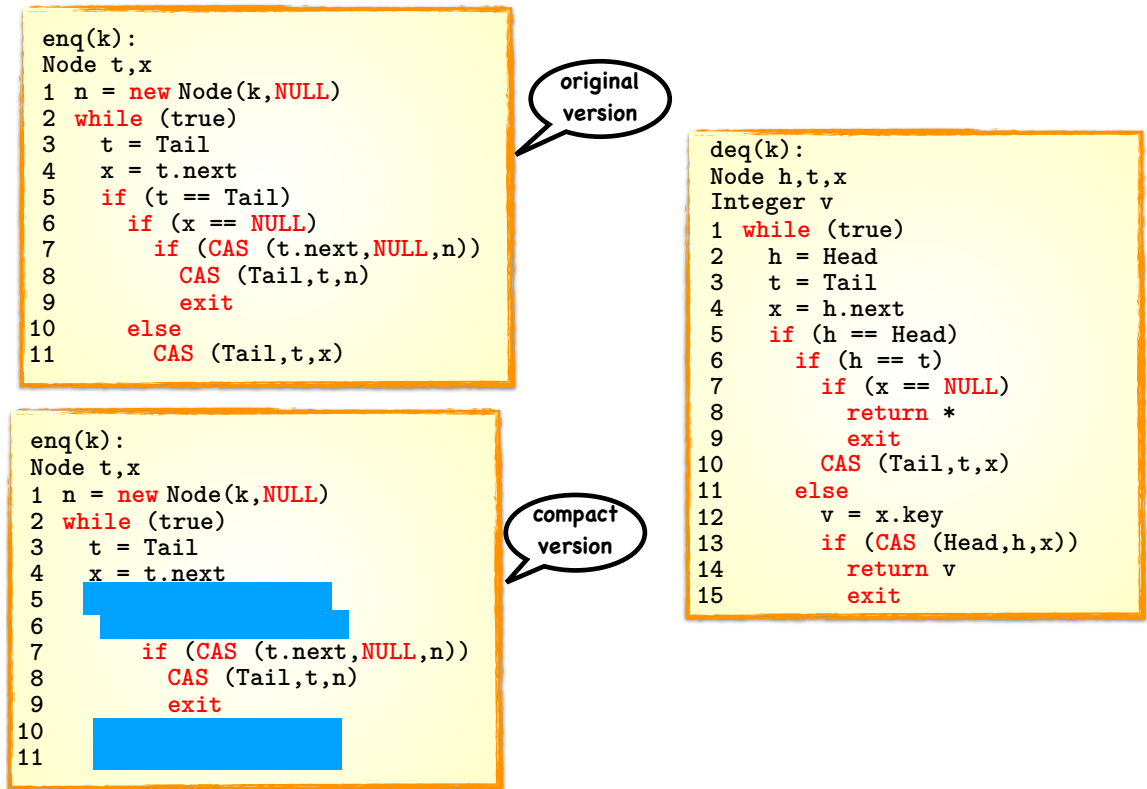 enq(k):
Node t,x
1 n = new Node(k,NULL)
2 while (true)
3 t = Tail
4 x = t.next
5 if (t == Tail)
6 if (x == NULL)
7 if (CAS (t.next,NULL,n))
8 CAS (Tail,t,n)
9 exit
10 else
11 CAS (Tail,t,x)
original
version
enq(k):
Node t,x
1 n = new Node(k,NULL)
2 while (true)
3 t = Tail
4 x = t.next
5
6
7 if (CAS (t.next,NULL,n))
8 CAS (Tail,t,n)
9 exit
10
11
compact
version
deq(k):
Node h,t,x
Integer v
1 while (true)
2 h = Head
3 t = Tail
4 x = h.next
5 if (h == Head)
6 if (h == t)
7 if (x == NULL)
8 return *
9 exit
10 CAS (Tail,t,x)
11 else
12 v = x.key
13 if (CAS (Head,h,x))
14 return v
15 exit